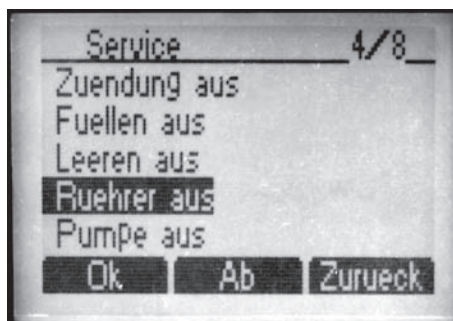 Service 4/8
Zuendung aus
Fuellen aus
Leeren aus
Ruehrer aus
Pumpe aus
Ok Ab Zurueck